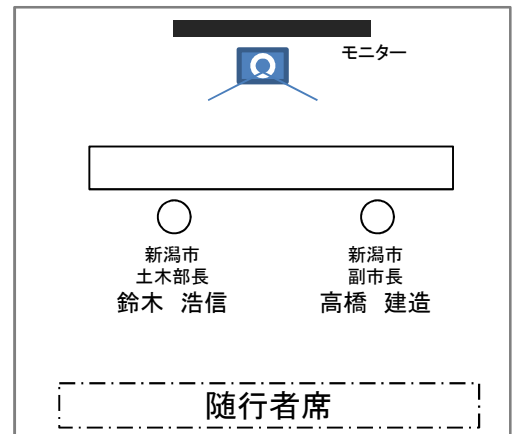 モニター
新潟市
土木部長
鈴木 浩信
新潟市
副市長
高橋 建造
随行者席